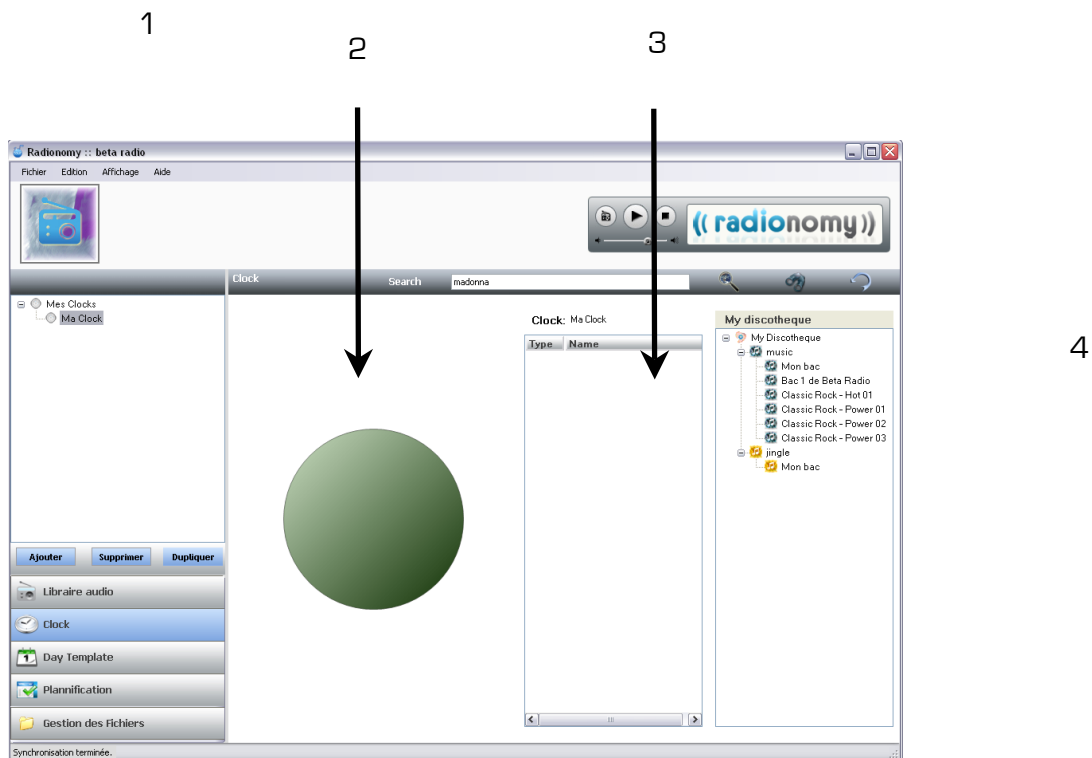 1
2
3
Radionomy :: beta radio
Fichier Edition Affichage Aide
((radionomy))
Clock Search madonna
Mes Clocks
Ma Clock
Clock: Ma Clock
Type Name
My discotheque
My Discotheque
music
Mon bac
Bac 1 de Beta Radio
Classic Rock - Hot 01
Classic Rock - Power 01
Classic Rock - Power 02
Classic Rock - Power 03
jingle
Mon bac
4
Ajouter Supprimer Dupliquer
Libraire audio
Clock
1 Day Template
Plannification
Gestion des Fichiers
Synchronisation terminée.